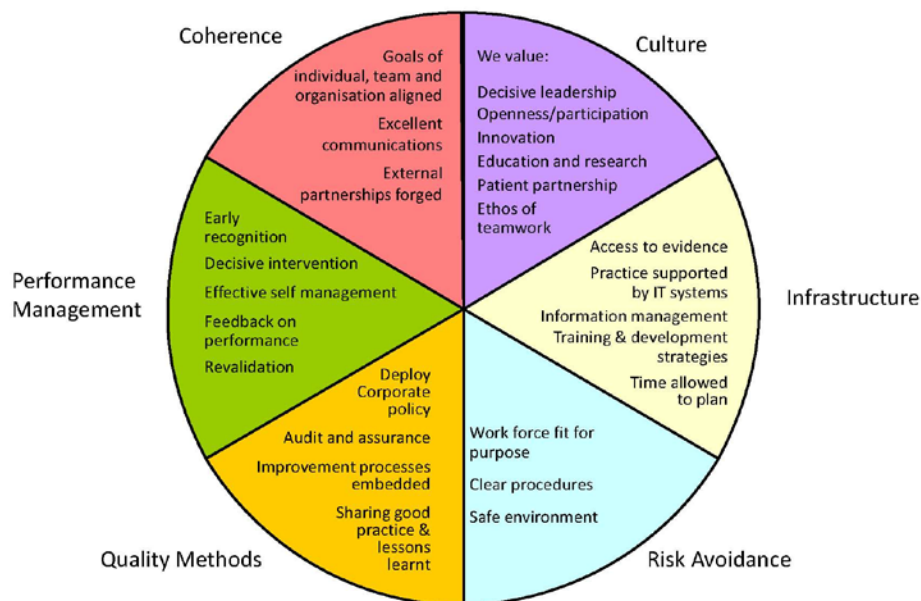 Coherence
Goals of
individual, team and
organisation aligned
Excellent
communications
External
partnerships forged
Culture
We value:
Decisive leadership
Openness/participation
Innovation
Education and research
Patient partnership
Ethos of
teamwork
Infrastructure
Access to evidence
Practice supported
by IT systems
Information management
Training & development
strategies
Time allowed
to plan
Risk Avoidance
Work force fit for
purpose
Clear procedures
Safe environment
Quality Methods
Deploy
Corporate
policy
Audit and assurance
Improvement processes
embedded
Sharing good
practice &
lessons
learnt
Performance
Management
Early
recognition
Decisive intervention
Effective self management
Feedback on
performance
Revalidation